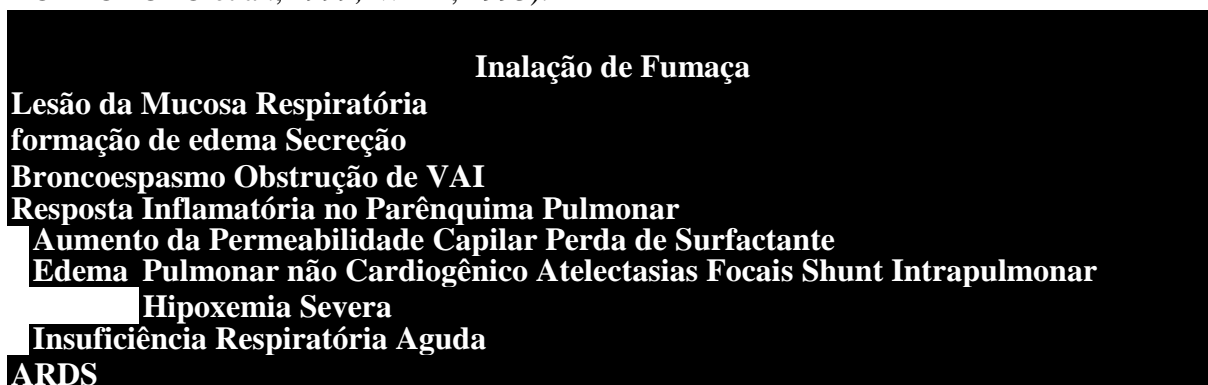 Inalação de Fumaça
Lesão da Mucosa Respiratória
formação de edema Secreção
Broncoespasmo Obstrução de VAI
Resposta Inflamatória no Parênquima Pulmonar
Aumento da Permeabilidade Capilar Perda de Surfactante
Edema Pulmonar não Cardiogênico Atelectasias Focais Shunt Intrapulmonar
Hipoxemia Severa
Insuficiência Respiratória Aguda
ARDS